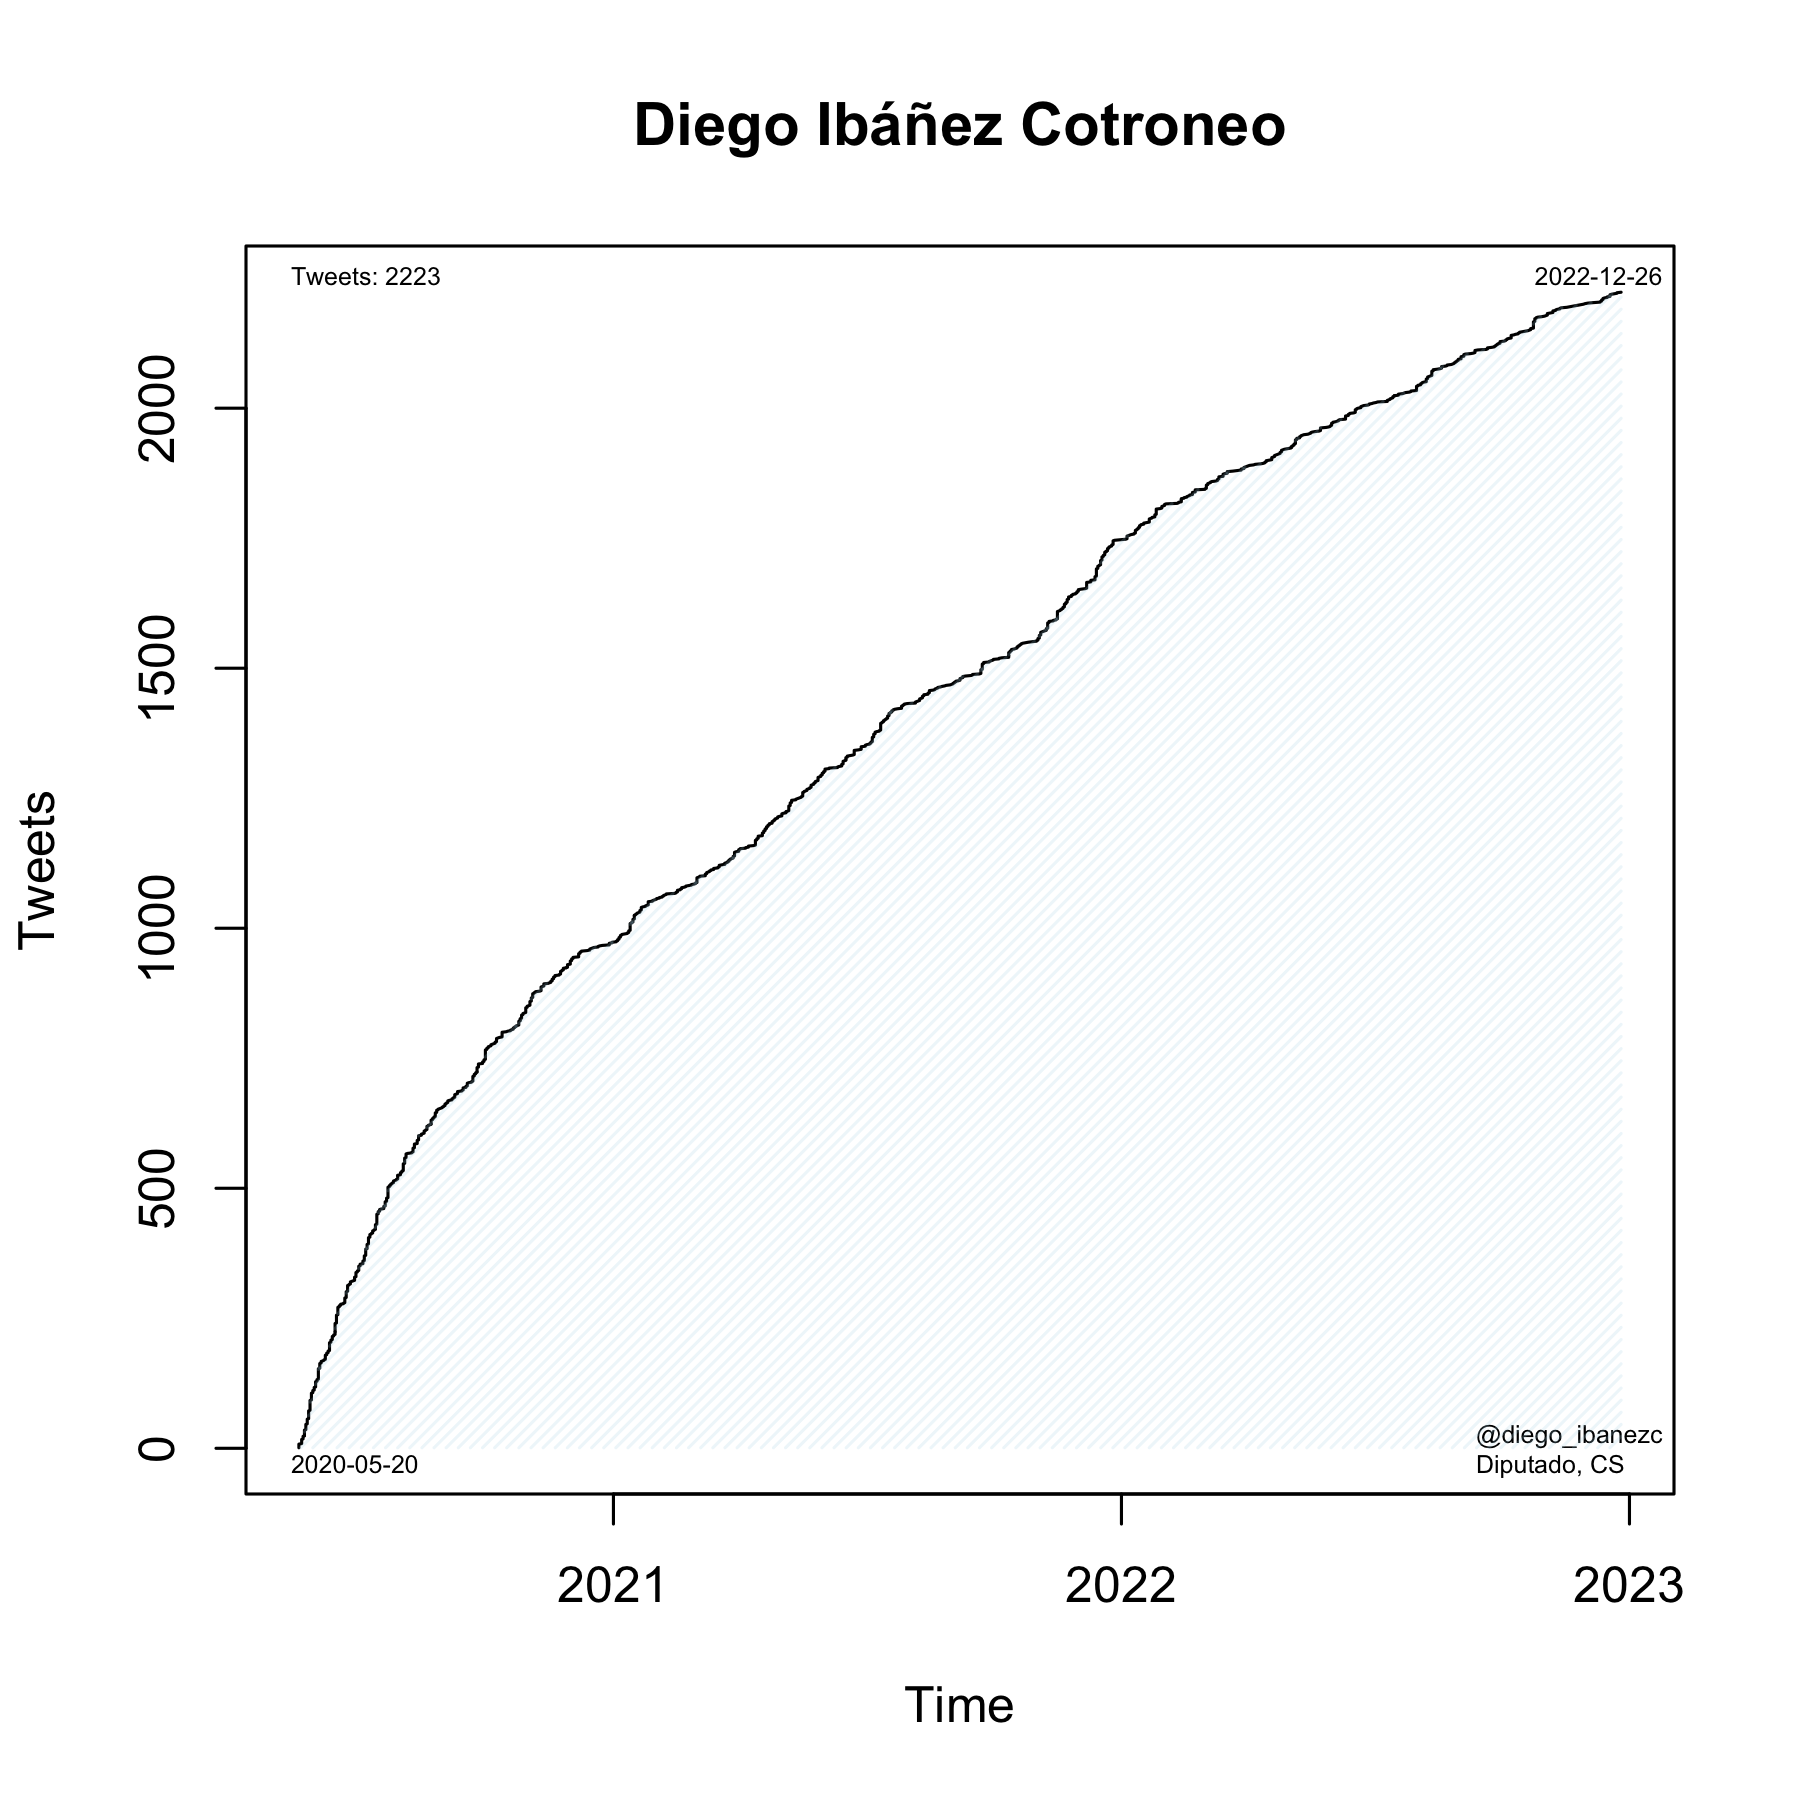 Diego Ibáñez Cotroneo
Tweets: 2223
2022-12-26
2000
1500
1000
500
0
Tweets
@diego_ibanezc
2020-05-20
Diputado, CS
2021
2022
2023
Time